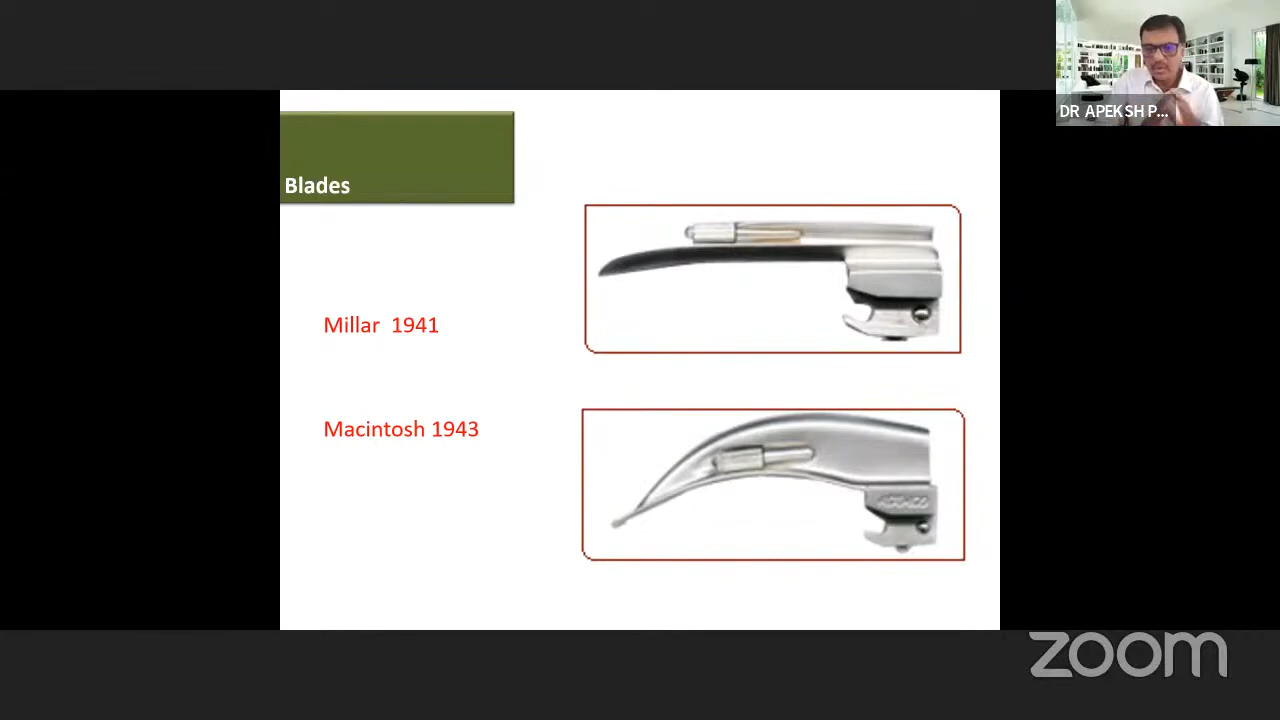 DR APEKSH P...
Blades
Millar 1941
Macintosh 1943
zoom